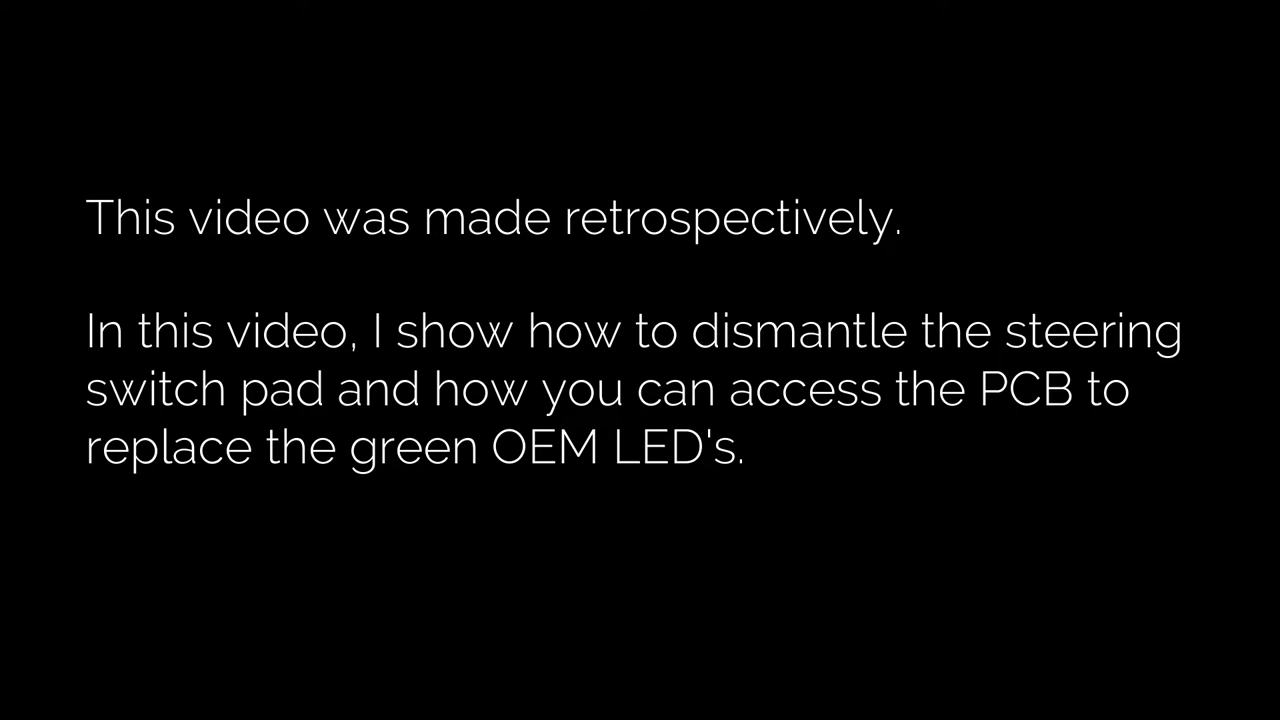 This video was made retrospectively.
In this video, I show how to dismantle the steering
switch pad and how you can access the PCB to
replace the green OEM LED's.